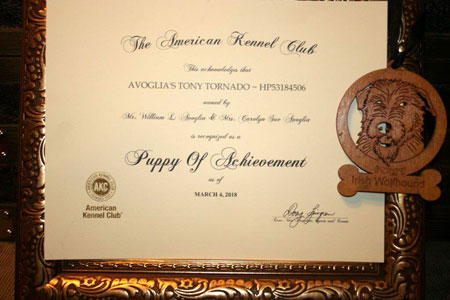 The American Kennel Club
This acknowledges that
AVOGLIA'S TONY TORNADO ~ HP53184506
owned by
Mr. William L. Avoglia & Mrs. Carolyn Sue Avoglia
is recognized as a
Puppy Of Achievement
as of
MARCH 4, 2018
AKC
American
Kennel Club
Irish Wolfhound